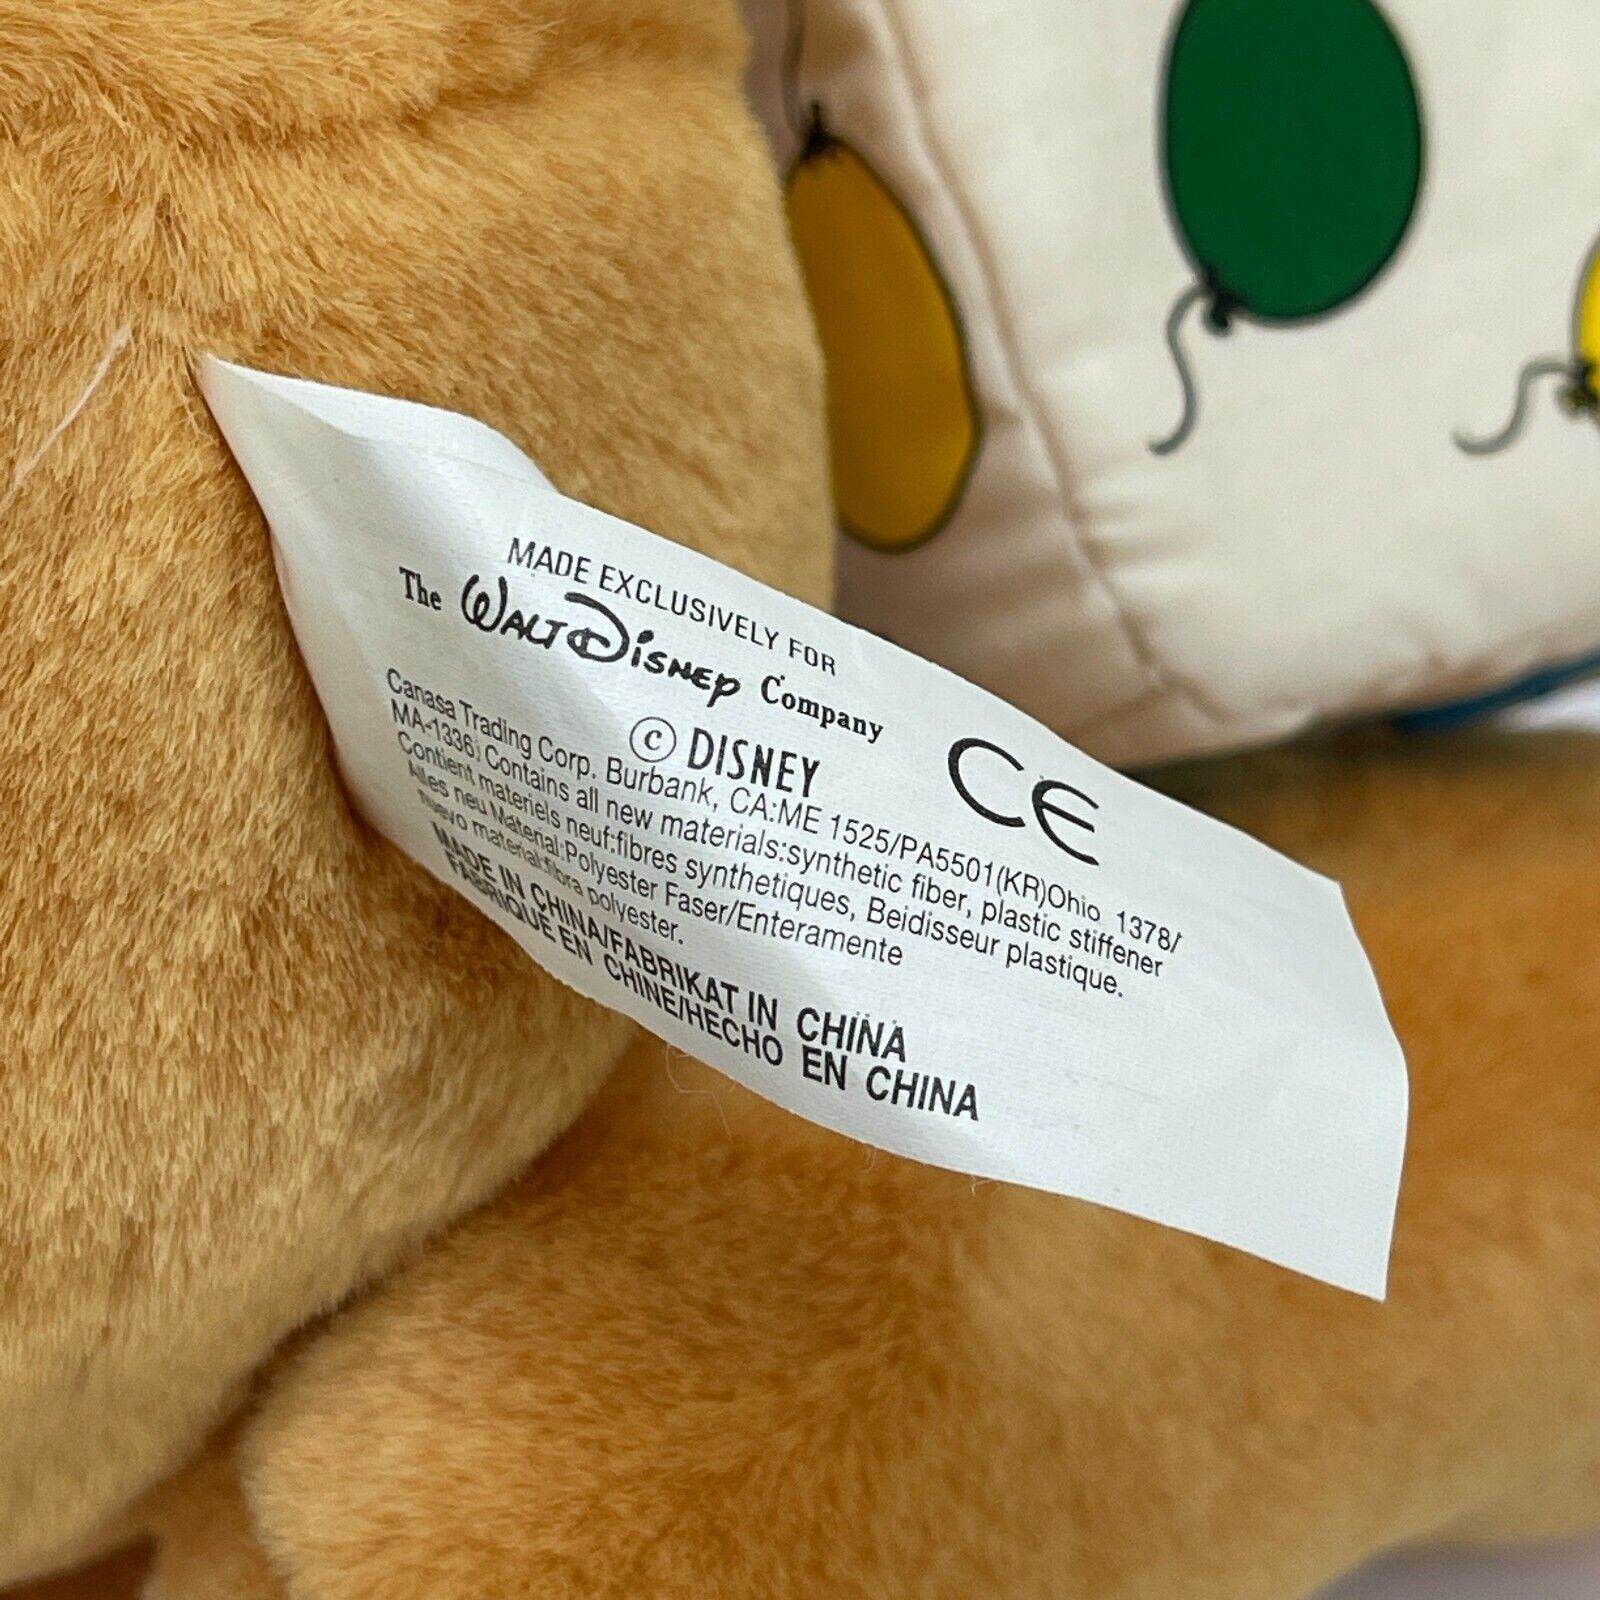 MADE EXCLUSIVELY FOR
The WALT DISNEY Company
© DISNEY
CE
Canasa Trading Corp. Burbank, CA:ME 1525/PA5501(KR)Ohio 1378/
MA-1336) Contains all new materials:synthetic fiber, plastic stiffener
Contient materiels neuf:fibres synthetiques, Beidisseur plastique.
Alles neu Material:Polyester Faser/Enteramente
nuevo material:fibra polyester.
MADE IN CHINA/FABRIKAT IN CHINA
FABRIQUE EN CHINE/HECHO EN CHINA